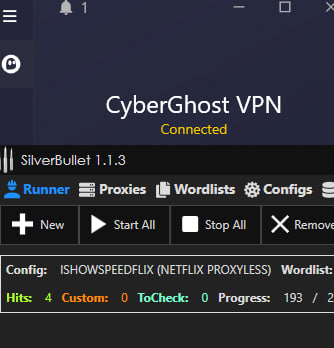 1
CyberGhost VPN
Connected
SilverBullet 1.1.3
Runner Proxies Wordlists Configs
New Start All Stop All Remove
Config: ISHOWSPEEDFLIX (NETFLIX PROXYLESS) Wordlist:
Hits: 4 Custom: 0 ToCheck: 0 Progress: 193 / 2